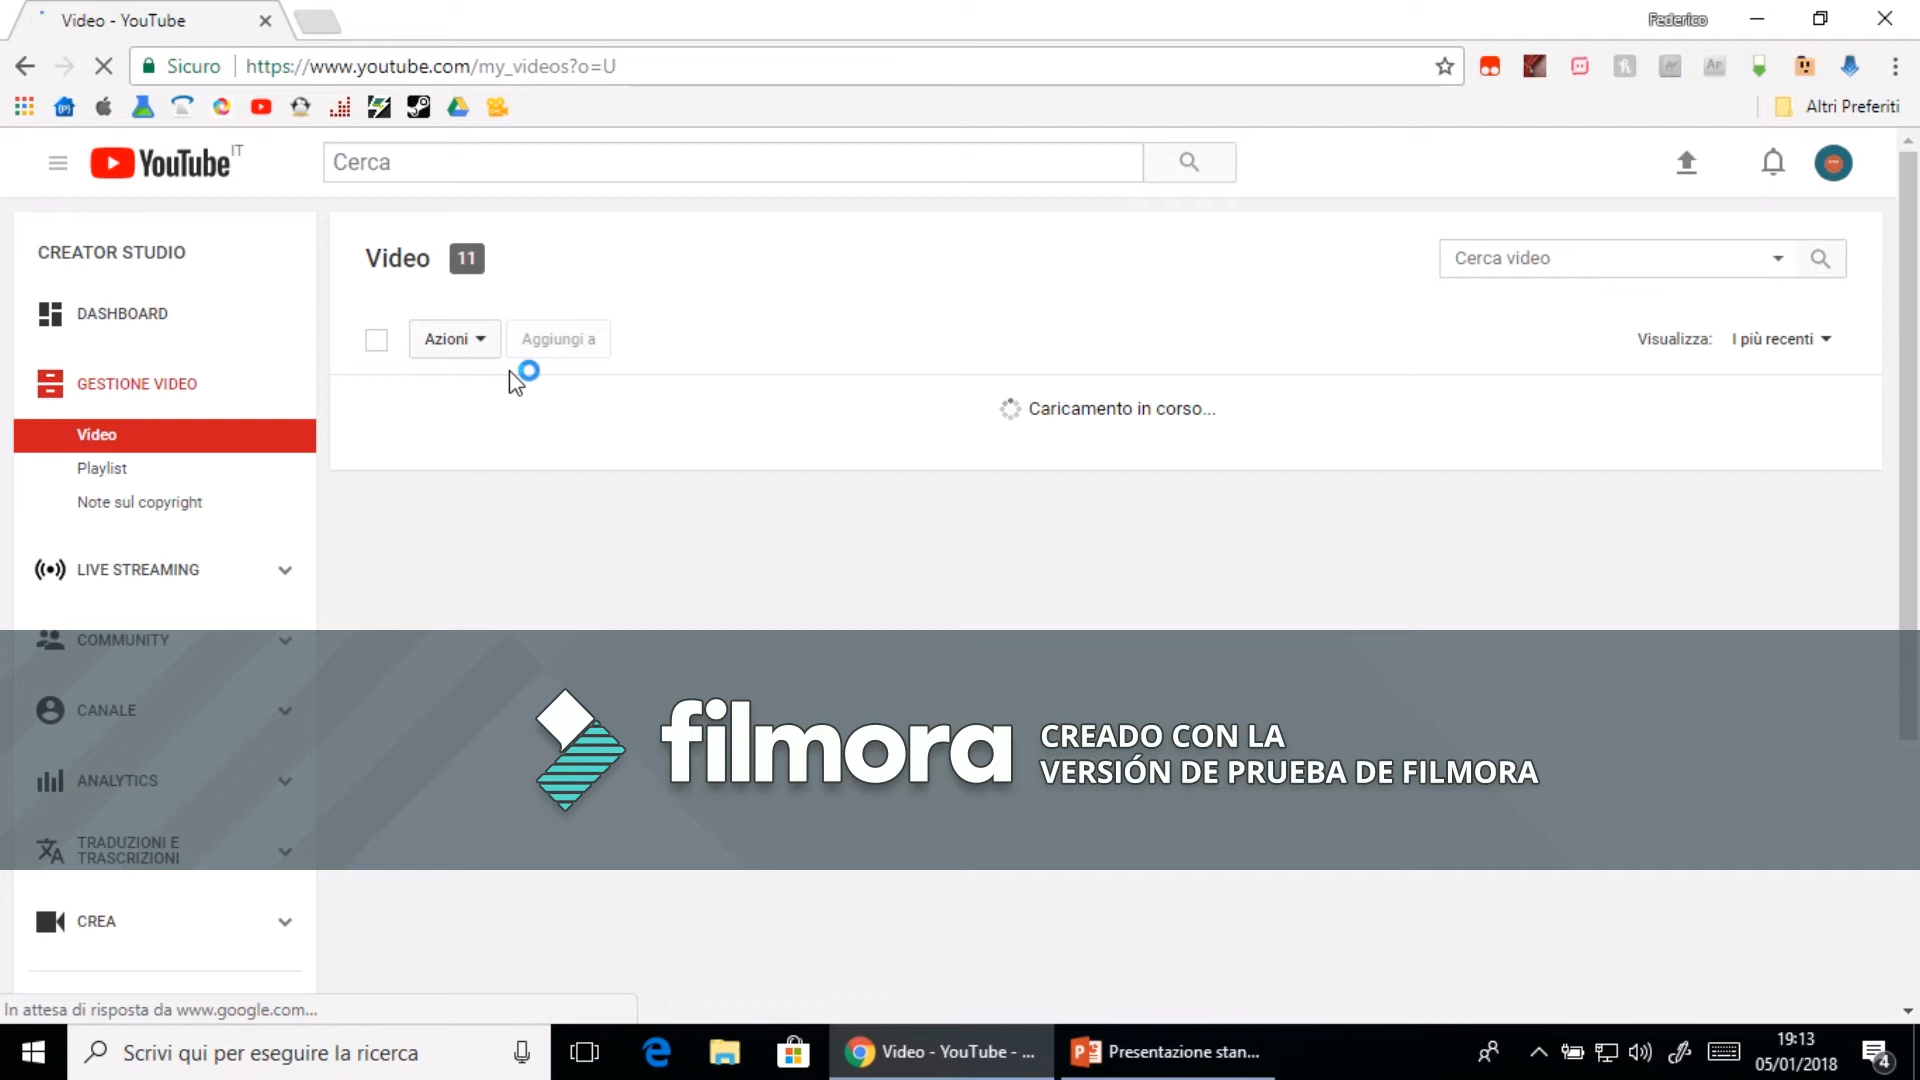 Video - YouTube
Federico
Sicuro
https://www.youtube.com/my_videos?o=U
Altri Preferiti
YouTube IT
Cerca
CREATOR STUDIO
DASHBOARD
GESTIONE VIDEO
Video
Playlist
Note sul copyright
LIVE STREAMING
COMMUNITY
CANALE
ANALYTICS
TRADUZIONI E
TRASCRIZIONI
CREA
Video 11
Cerca video
Azioni
Aggiungi a
Visualizza: I più recenti
Caricamento in corso...
filmora
CREADO CON LA
VERSIÓN DE PRUEBA DE FILMORA
In attesa di risposta da www.google.com...
Scrivi qui per eseguire la ricerca
Video - YouTube - ...
Presentazione stan...
19:13
05/01/2018
4